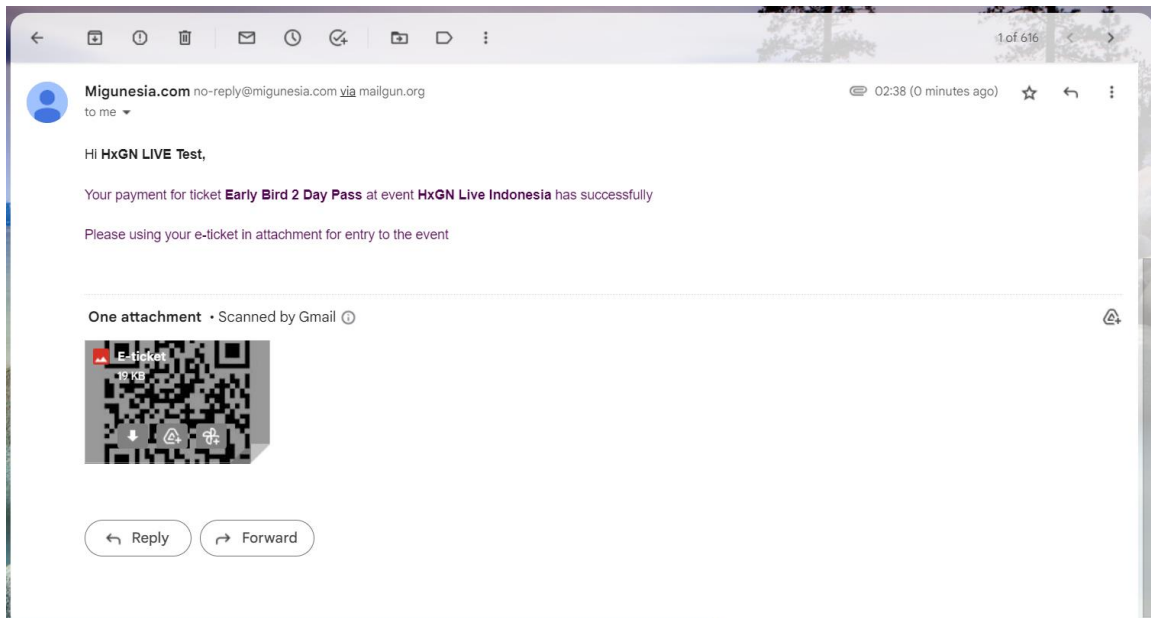 1 of 616
Migunesia.com no-reply@migunesia.com via mailgun.org
02:38 (0 minutes ago)
to me
Hi HxGN LIVE Test,
Your payment for ticket Early Bird 2 Day Pass at event HxGN Live Indonesia has successfully
Please using your e-ticket in attachment for entry to the event
One attachment • Scanned by Gmail
E-ticket
19 KB
Reply
Forward